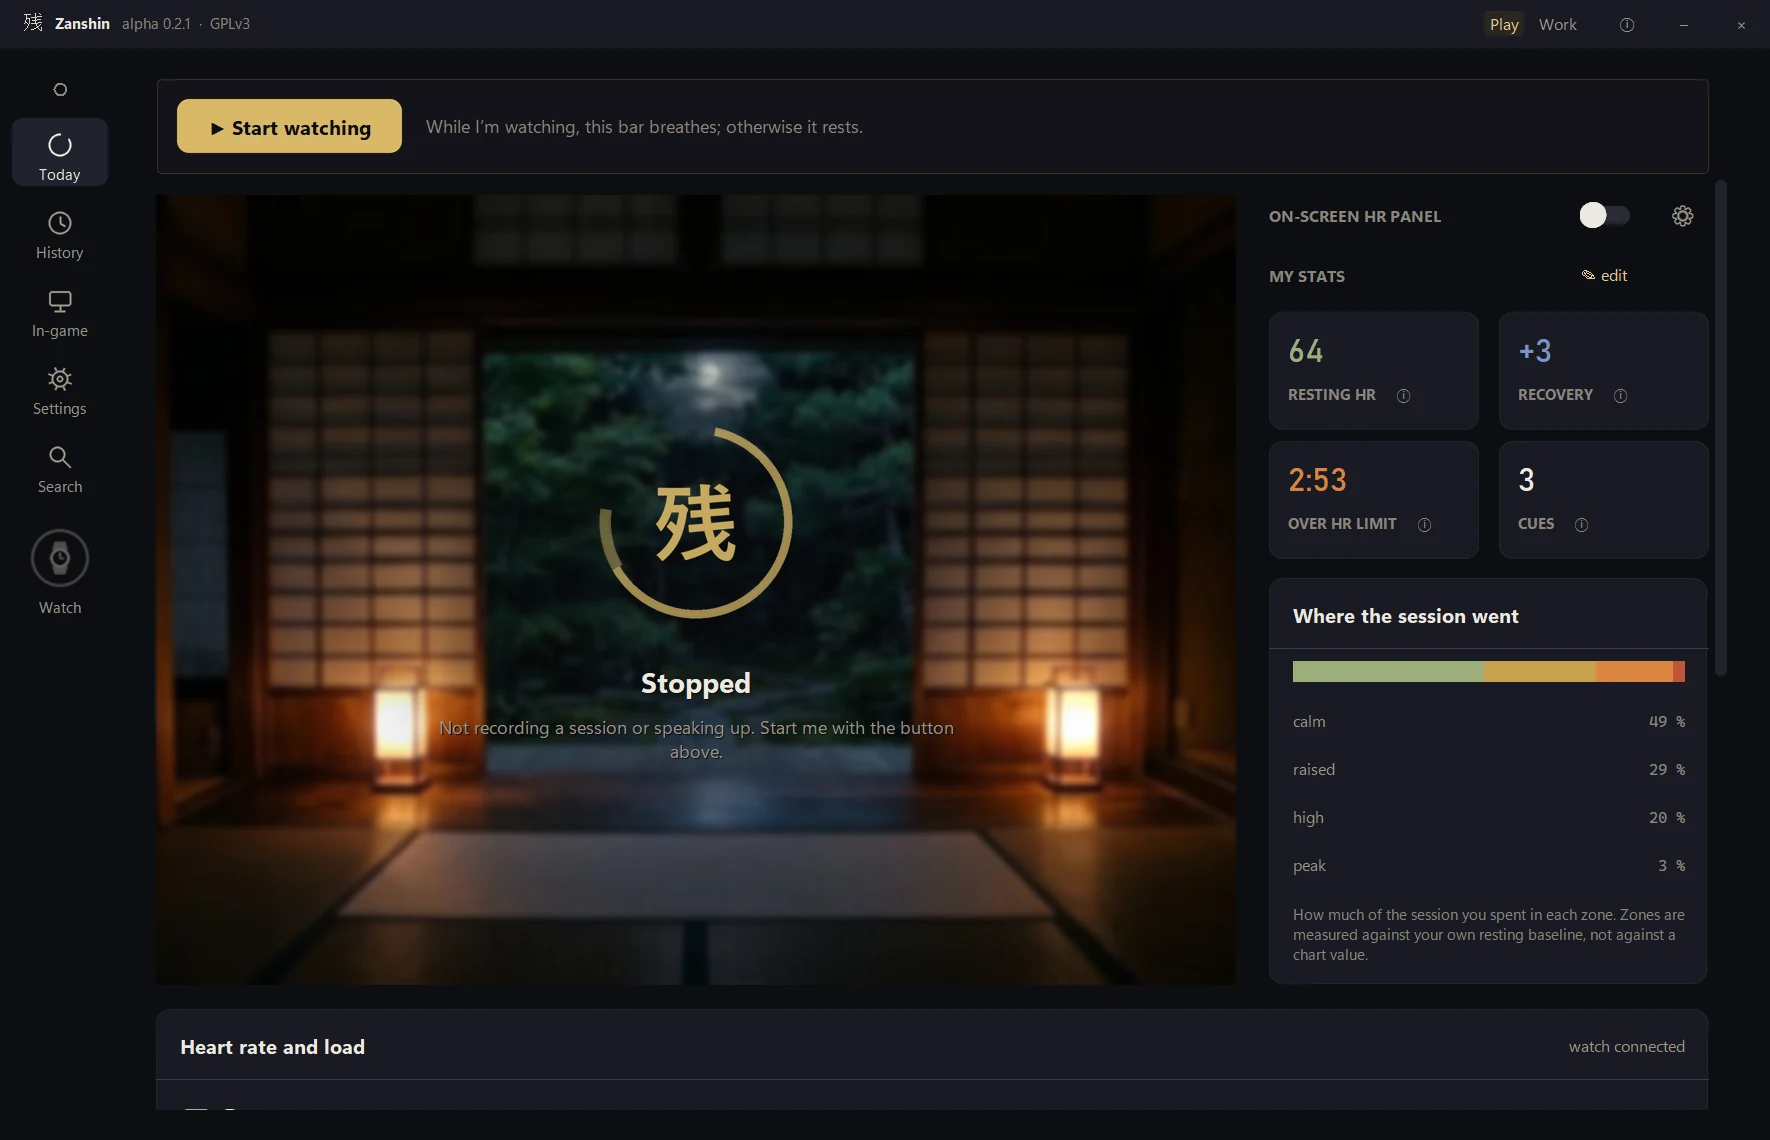 残 Zanshin alpha 0.2.1 · GPLv3
Play Work
▶ Start watching
While I’m watching, this bar breathes; otherwise it rests.
Today
History
In-game
Settings
Search
Watch
残
Stopped
Not recording a session or speaking up. Start me with the button
above.
ON-SCREEN HR PANEL
MY STATS
✎ edit
64
RESTING HR
+3
RECOVERY
2:53
OVER HR LIMIT
3
CUES
Where the session went
calm 49 %
raised 29 %
high 20 %
peak 3 %
How much of the session you spent in each zone. Zones are
measured against your own resting baseline, not against a
chart value.
Heart rate and load
watch connected